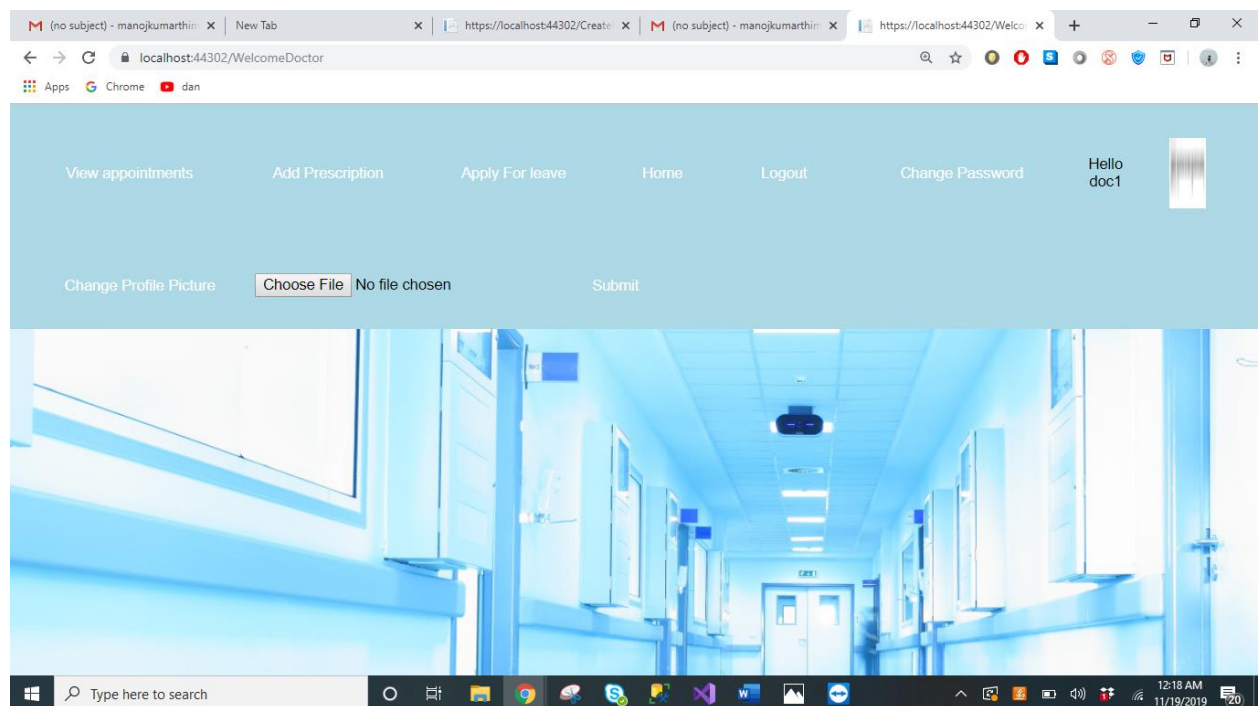 (no subject) - manojkumarthim
New Tab
https://localhost:44302/Create
(no subject) - manojkumarthim
https://localhost:44302/Welco
localhost:44302/WelcomeDoctor
Apps Chrome dan
View appointments Add Prescription Apply For leave Home Logout Change Password Hello
doc1
Change Profile Picture Choose File No file chosen Submit
Type here to search
12:18 AM
11/19/2019
20